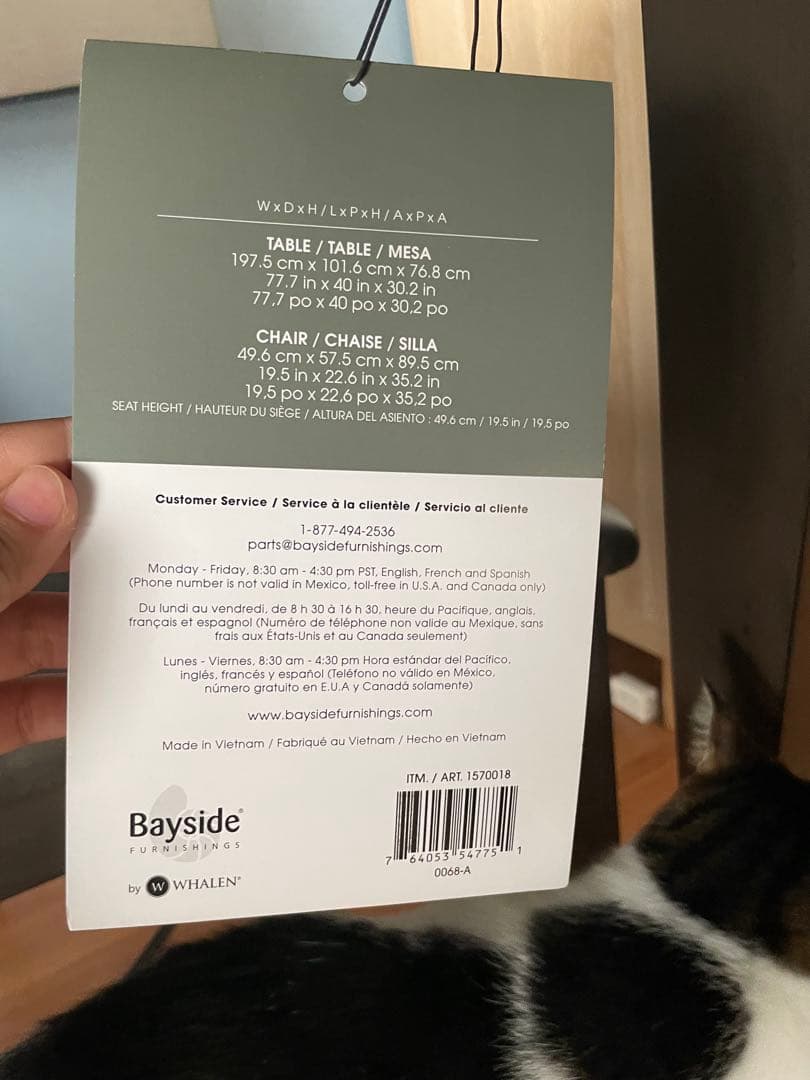 WxDxH/LxPxH/AxPxA
TABLE / TABLE / MESA
197.5 cm x 101.6 cm x 76.8 cm
77.7 in x 40 in x 30.2 in
77,7 po x 40 po x 30,2 po
CHAIR / CHAISE / SILLA
49.6 cm x 57.5 cm x 89.5 cm
19.5 in x 22.6 in x 35.2 in
19,5 po x 22,6 po x 35,2 po
SEAT HEIGHT / HAUTEUR DU SIÈGE / ALTURA DEL ASIENTO : 49.6 cm / 19.5 in / 19,5 po
Customer Service / Service à la clientèle / Servicio al cliente
1-877-494-2536
parts@baysidefurnishings.com
Monday - Friday, 8:30 am - 4:30 pm PST, English, French and Spanish
(Phone number is not valid in Mexico, toll-free in U.S.A. and Canada only)
Du lundi au vendredi, de 8 h 30 à 16 h 30, heure du Pacifique, anglais,
français et espagnol (Numéro de téléphone non valide au Mexique, sans
frais aux États-Unis et au Canada seulement)
Lunes - Viernes, 8:30 am - 4:30 pm Hora estándar del Pacífico,
inglés, francés y español (Teléfono no válido en México,
número gratuito en E.U.A y Canadá solamente)
www.baysidefurnishings.com
Made in Vietnam / Fabriqué au Vietnam / Hecho en Vietnam
ITM. / ART. 1570018
7 64053 54775 1
0068-A
Bayside®
FURNISHINGS
by W WHALEN®